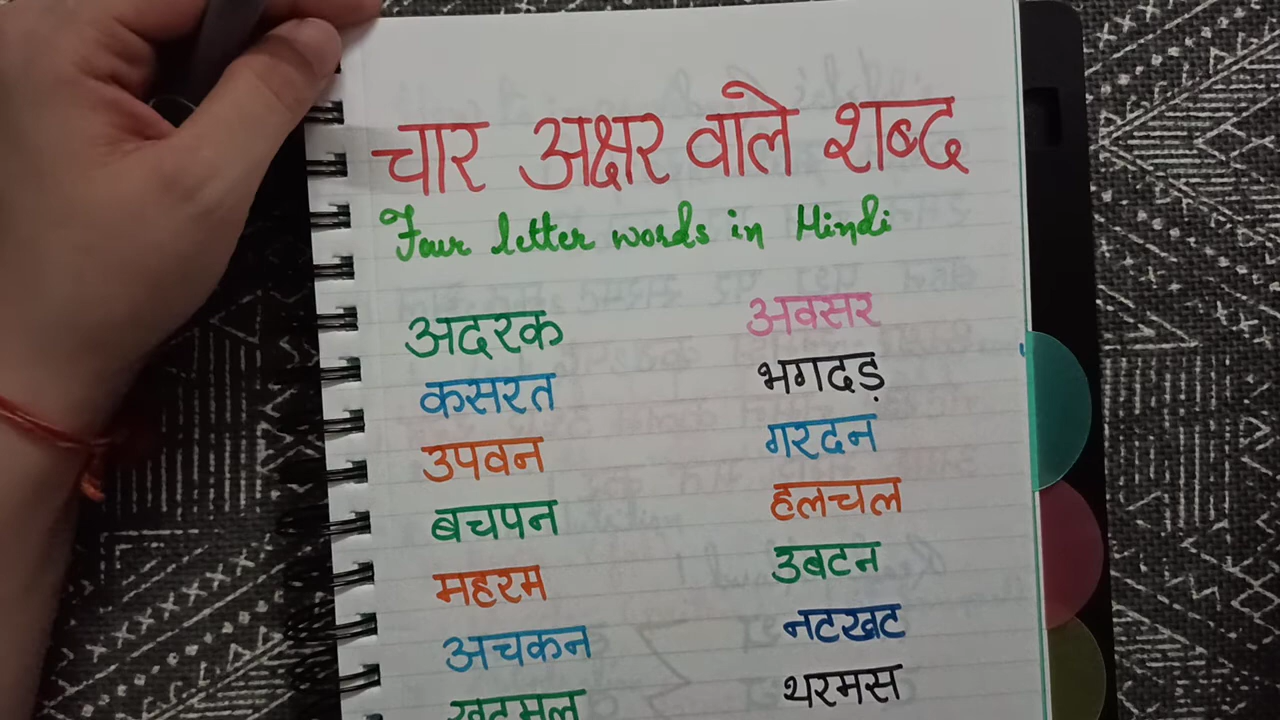 चार अक्षर वाले शब्द
Four letter words in Hindi
अदरक अवसर
कसरत भगदड़
उपवन गरदन
बचपन हलचल
महरम उबटन
अचकन नटखट
खटमल थरमस